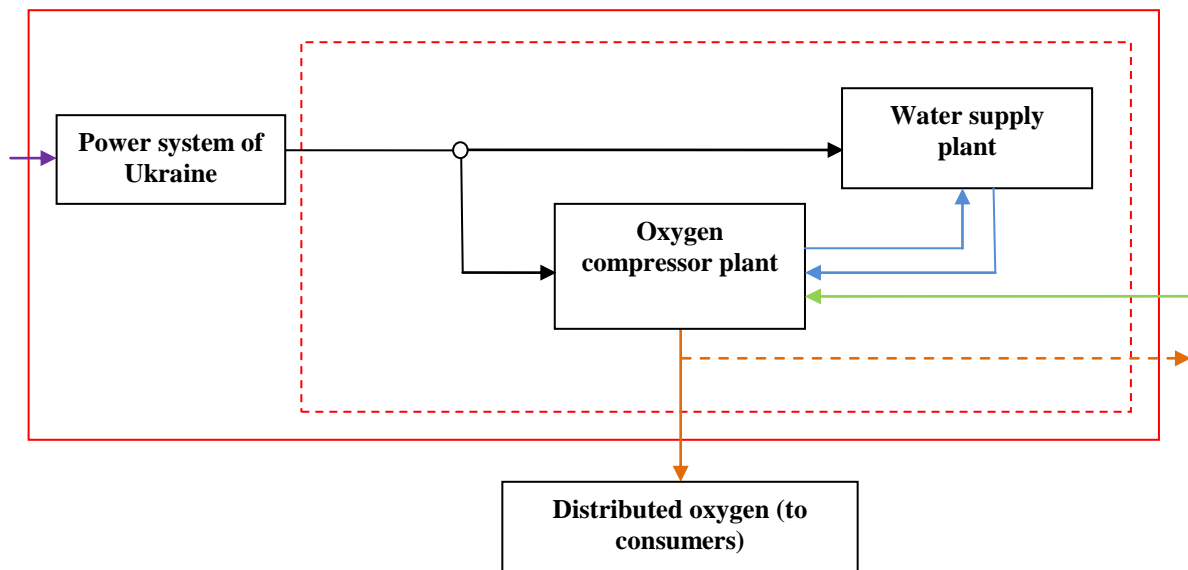 Power system of
Ukraine
Water supply
plant
Oxygen
compressor plant
Distributed oxygen (to
consumers)